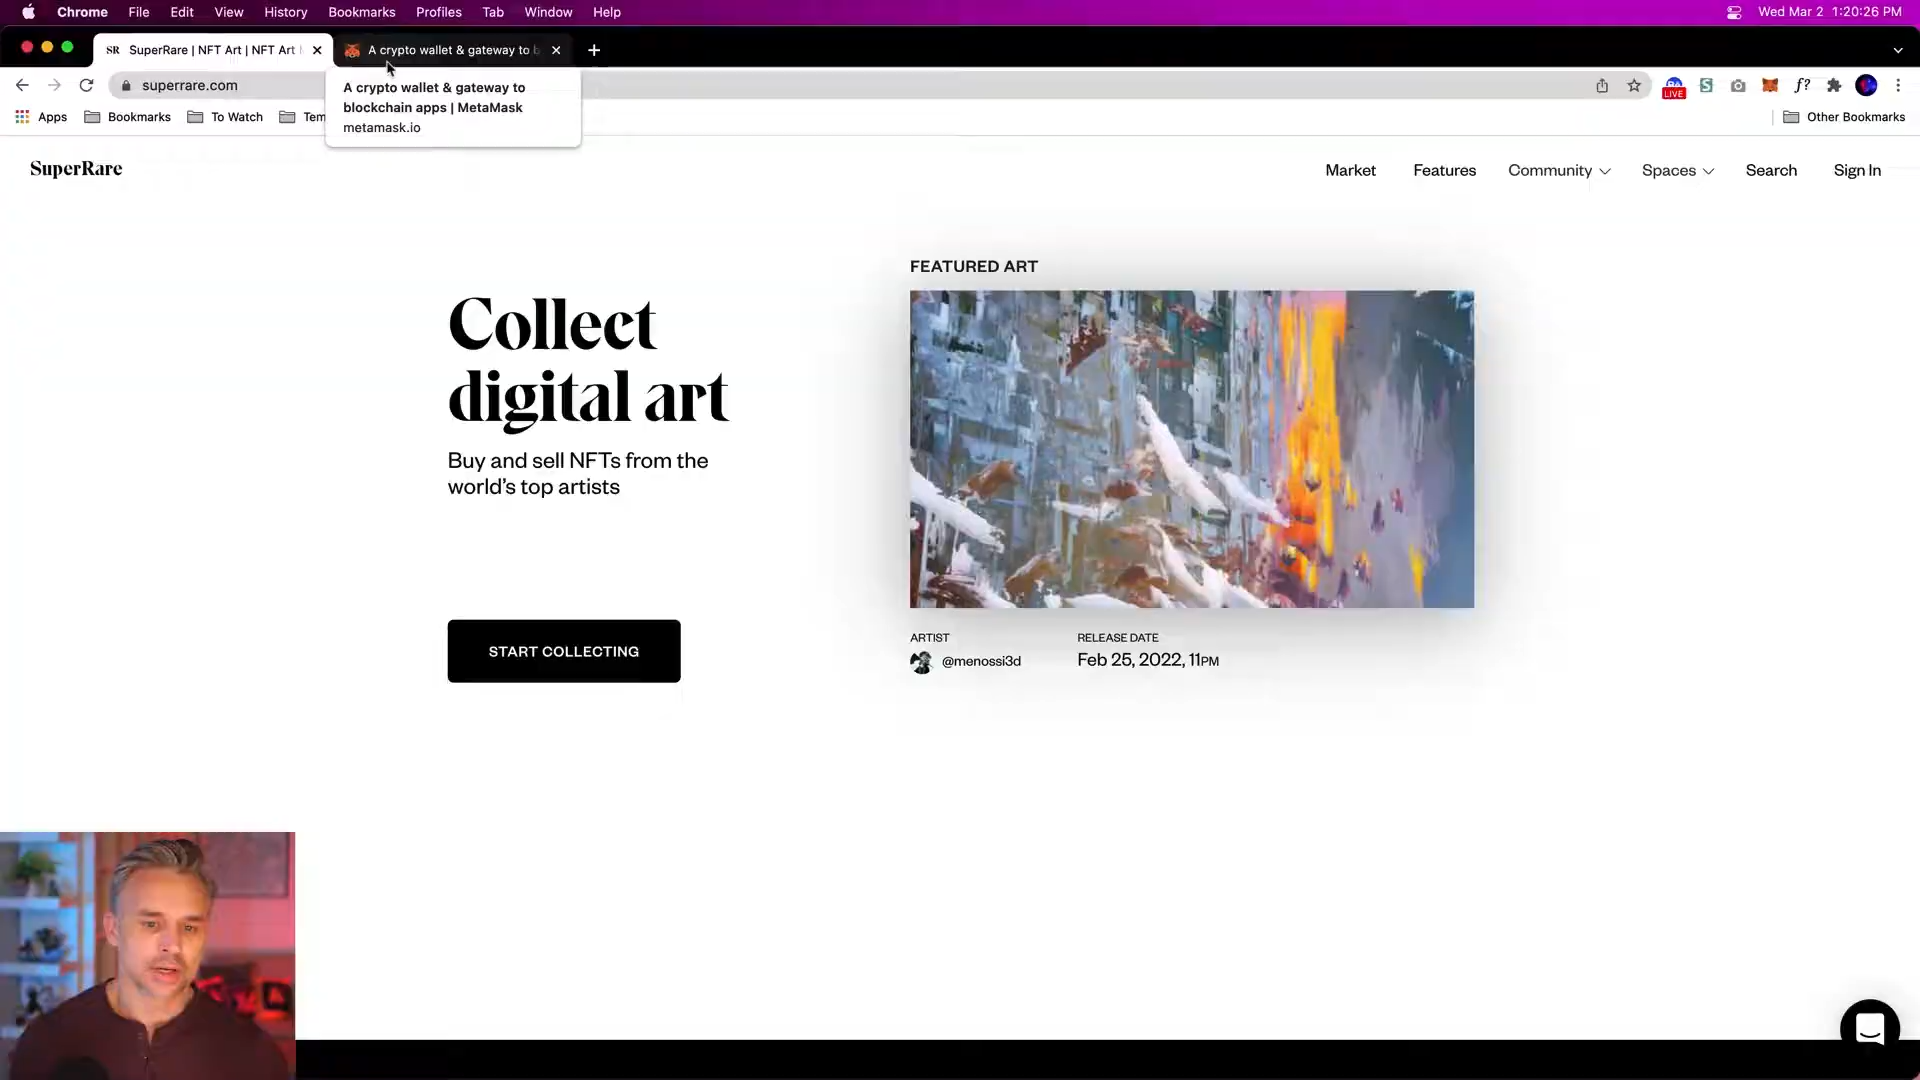 Chrome File Edit View History Bookmarks Profiles Tab Window Help Wed Mar 2 1:20:26 PM
SR SuperRare | NFT Art | NFT Art A crypto wallet & gateway to
superrare.com
LIVE f?
A crypto wallet & gateway to
blockchain apps | MetaMask
metamask.io
Apps Bookmarks To Watch Other Bookmarks
SuperRare Market Features Community Spaces Search Sign In
FEATURED ART
Collect
digital art
Buy and sell NFTs from the
world's top artists
START COLLECTING
ARTIST RELEASE DATE
@menossi3d Feb 25, 2022, 11PM